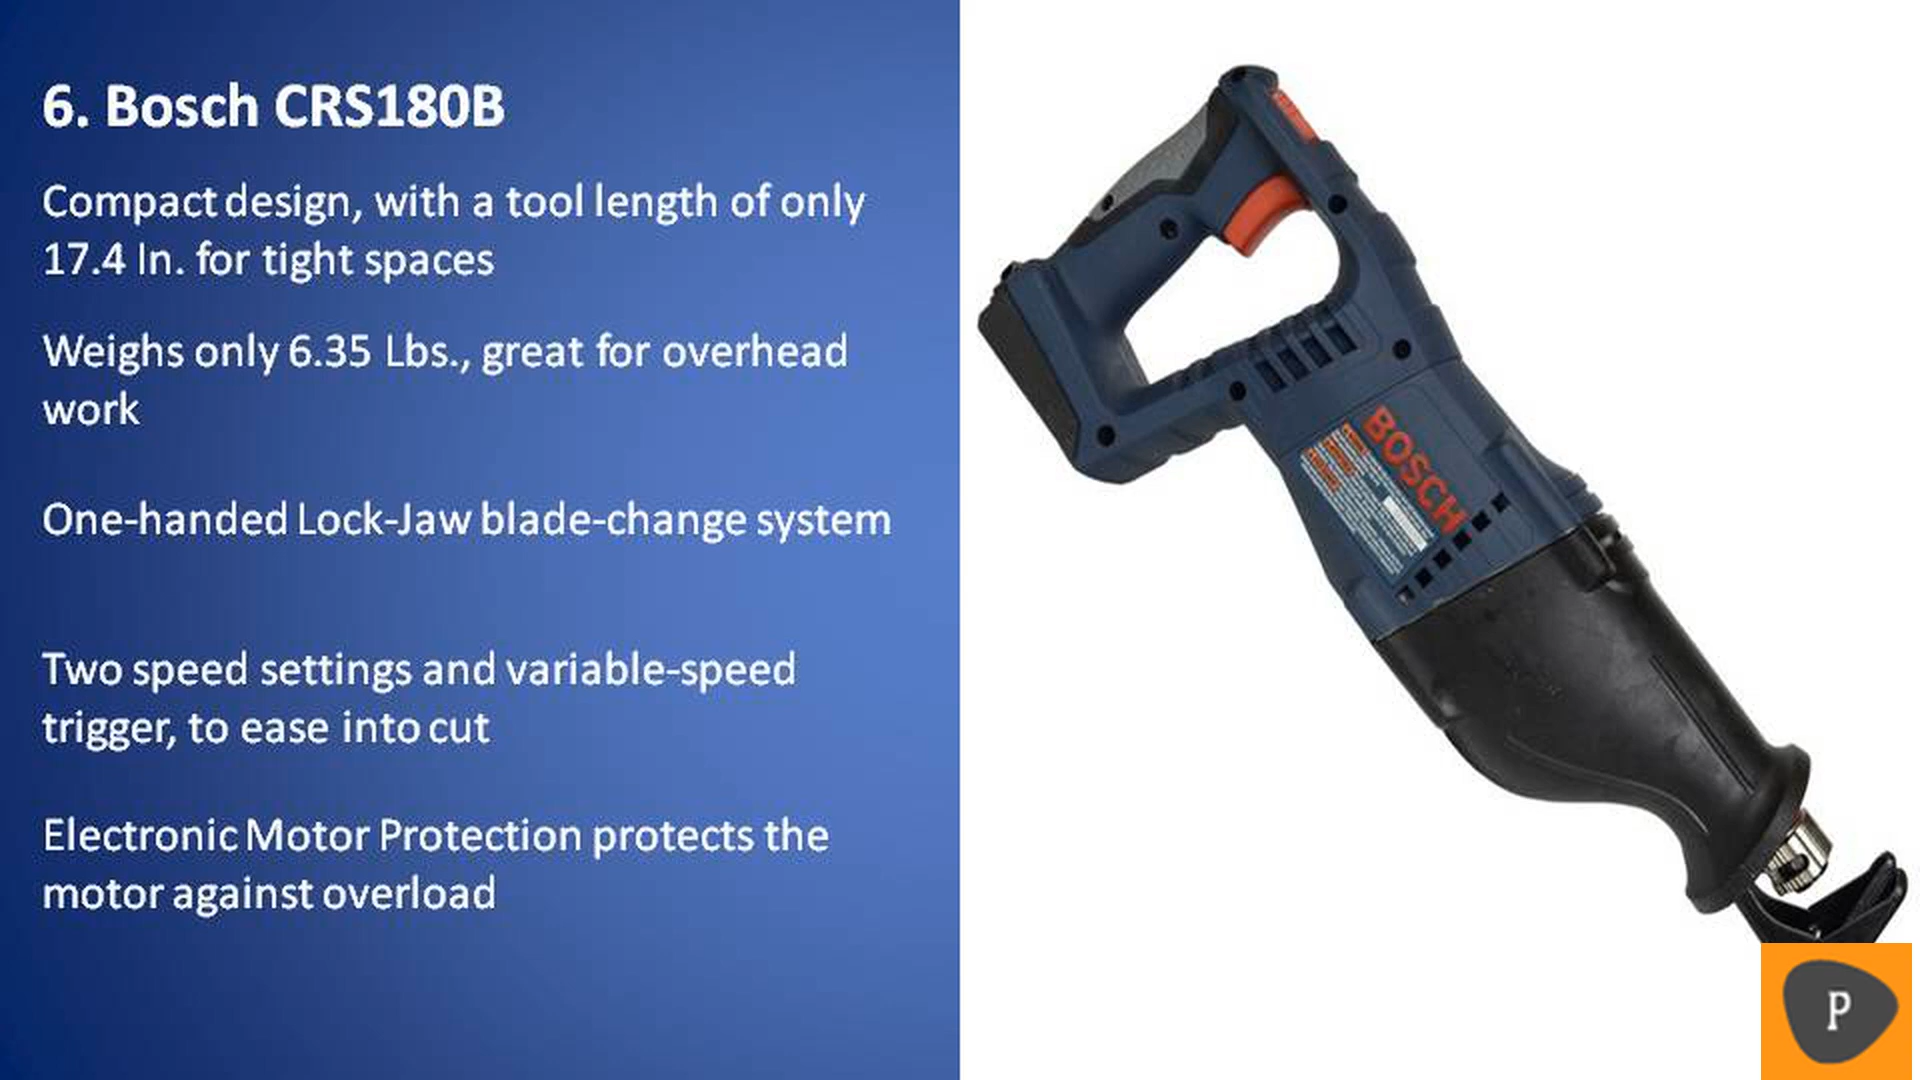 6. Bosch CRS180B
Compact design, with a tool length of only
17.4 In. for tight spaces
Weighs only 6.35 Lbs., great for overhead
work
One-handed Lock-Jaw blade-change system
Two speed settings and variable-speed
trigger, to ease into cut
Electronic Motor Protection protects the
motor against overload
BOSCH
P